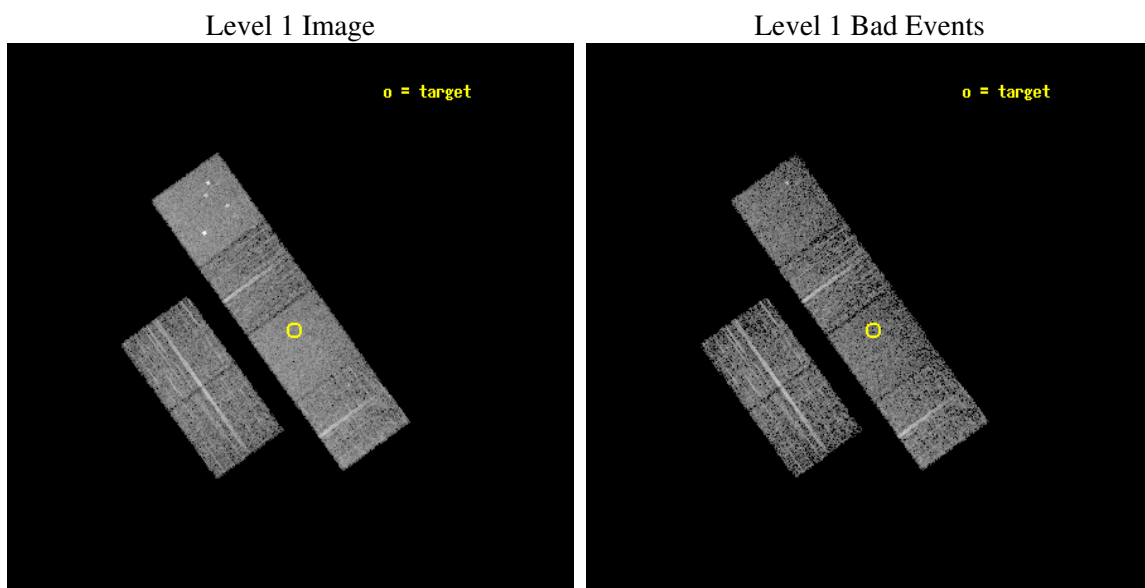 Level 1 Image
Level 1 Bad Events
o = target
o = target